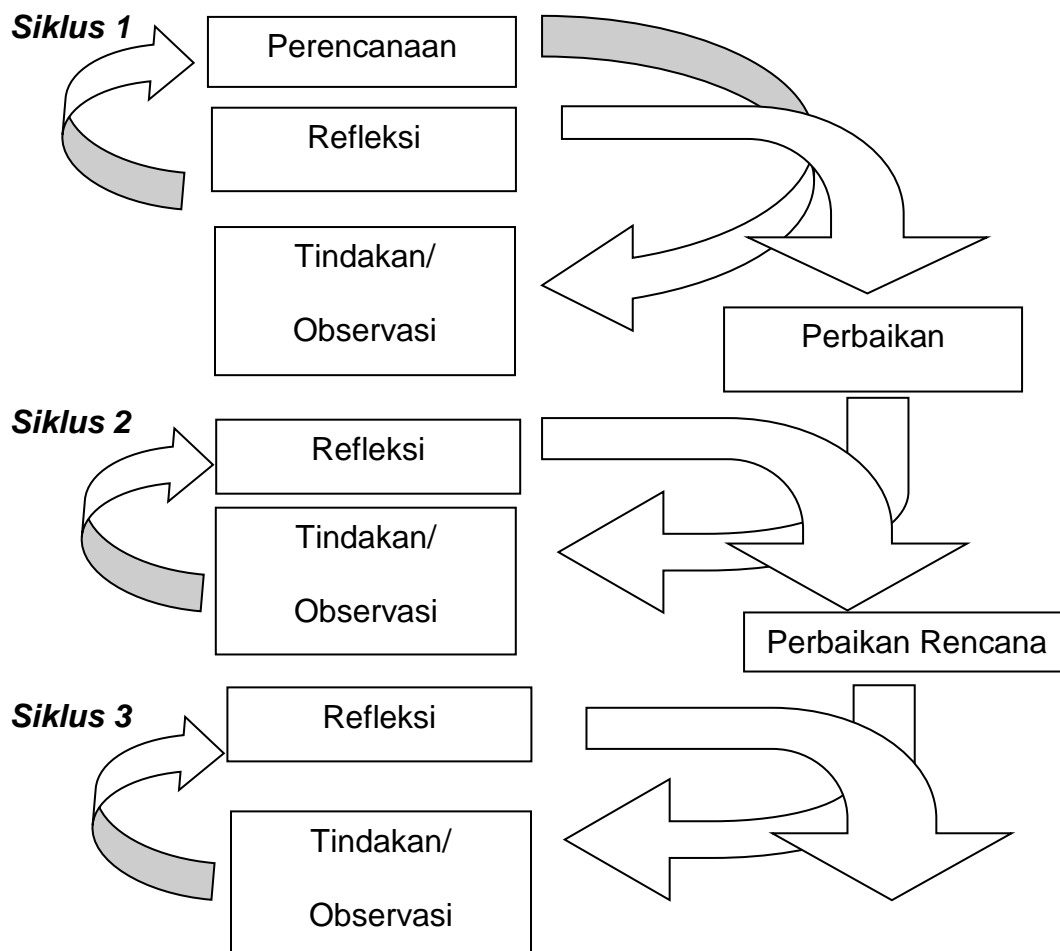 Siklus 1
Perencanaan
Refleksi
Tindakan/
Observasi
Perbaikan
Siklus 2
Refleksi
Tindakan/
Observasi
Perbaikan Rencana
Siklus 3
Refleksi
Tindakan/
Observasi